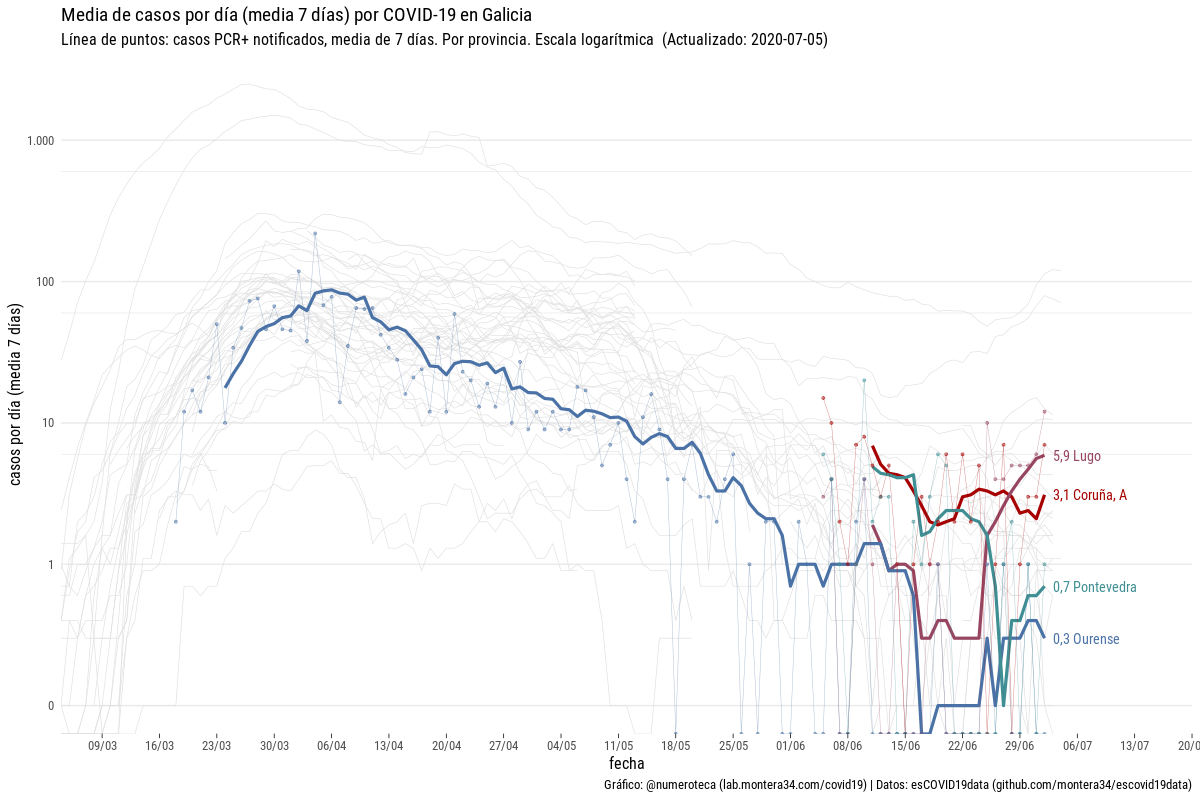 Media de casos por día (media 7 días) por COVID-19 en Galicia
Línea de puntos: casos PCR+ notificados, media de 7 días. Por provincia. Escala logarítmica (Actualizado: 2020-07-05)
casos por día (media 7 días)
1.000
100
10
1
0
5,9 Lugo
3,1 Coruña, A
0,7 Pontevedra
0,3 Ourense
09/03 16/03 23/03 30/03 06/04 13/04 20/04 27/04 04/05 11/05 18/05 25/05 01/06 08/06 15/06 22/06 29/06 06/07 13/07 20/0
fecha
Gráfico: @numeroteca (lab.montera34.com/covid19) | Datos: esCOVID19data (github.com/montera34/escovid19data)